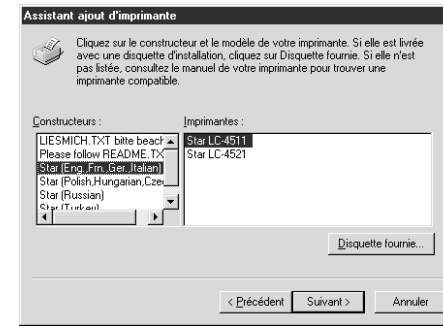 Assistant ajout d'imprimante
Cliquez sur le constructeur et le modèle de votre imprimante. Si elle est livrée
avec une disquette d'installation, cliquez sur Disquette fournie. Si elle n'est
pas listée, consultez le manuel de votre imprimante pour trouver une
imprimante compatible.
Constructeurs :
LIESMICH.TXT bitte beach
Please follow README.TX
Star (Eng.,Frn.,Ger.,Italian)
Star (Polish,Hungarian,Cze
Star (Russian)
Star (Turkey)
Imprimantes :
Star LC-4511
Star LC-4521
Disquette fournie...
< Précédent
Suivant >
Annuler